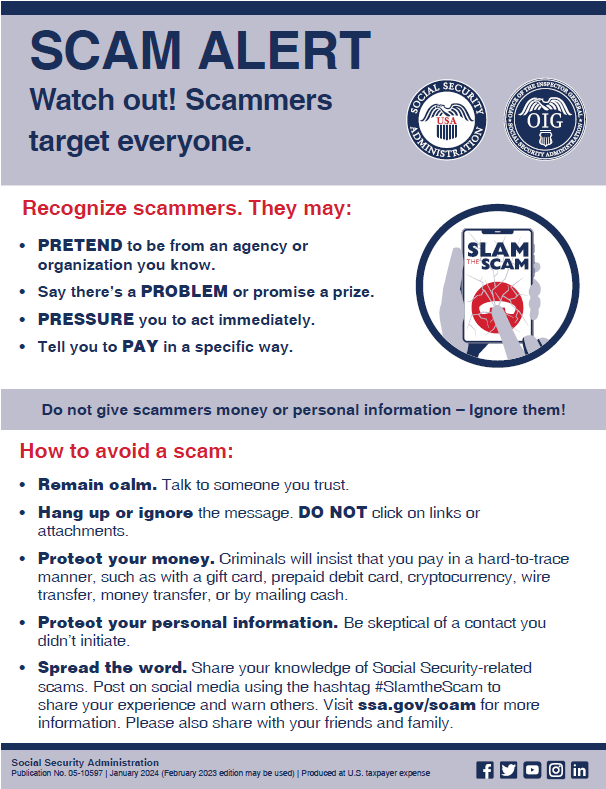 SCAM ALERT
Watch out! Scammers
target everyone.
SOCIAL SECURITY
USA
ADMINISTRATION
OFFICE OF THE INSPECTOR GENERAL
OIG
SOCIAL SECURITY ADMINISTRATION
Recognize scammers. They may:
• PRETEND to be from an agency or
organization you know.
• Say there's a PROBLEM or promise a prize.
• PRESSURE you to act immediately.
• Tell you to PAY in a specific way.
SLAM
THE SCAM
Do not give scammers money or personal information – Ignore them!
How to avoid a scam:
• Remain calm. Talk to someone you trust.
• Hang up or ignore the message. DO NOT click on links or
attachments.
• Protect your money. Criminals will insist that you pay in a hard-to-trace
manner, such as with a gift card, prepaid debit card, cryptocurrency, wire
transfer, money transfer, or by mailing cash.
• Protect your personal information. Be skeptical of a contact you
didn't initiate.
• Spread the word. Share your knowledge of Social Security-related
scams. Post on social media using the hashtag #SlamtheScam to
share your experience and warn others. Visit ssa.gov/scam for more
information. Please also share with your friends and family.
Social Security Administration
Publication No. 05-10597 | January 2024 (February 2023 edition may be used) | Produced at U.S. taxpayer expense